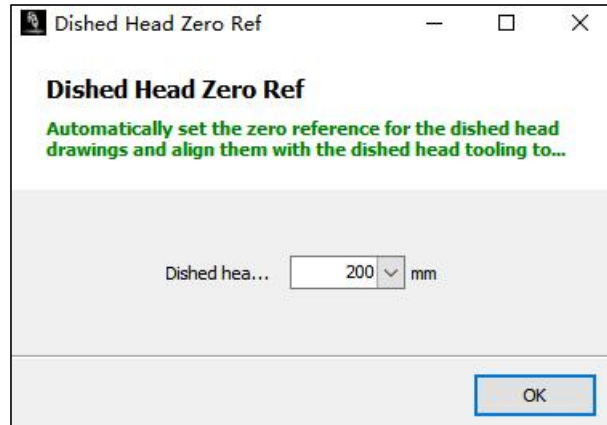 Dished Head Zero Ref
Dished Head Zero Ref
Automatically set the zero reference for the dished head
drawings and align them with the dished head tooling to...
Dished hea... 200 mm
OK